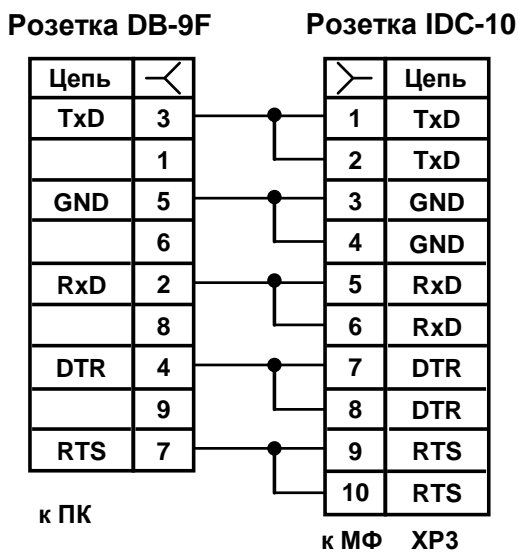 Розетка DB-9F Розетка IDC-10
Цепь Цепь
TxD 3 1 TxD
1 2 TxD
GND 5 3 GND
6 4 GND
RxD 2 5 RxD
8 6 RxD
DTR 4 7 DTR
9 8 DTR
RTS 7 9 RTS
10 RTS
к ПК
к МФ XP3